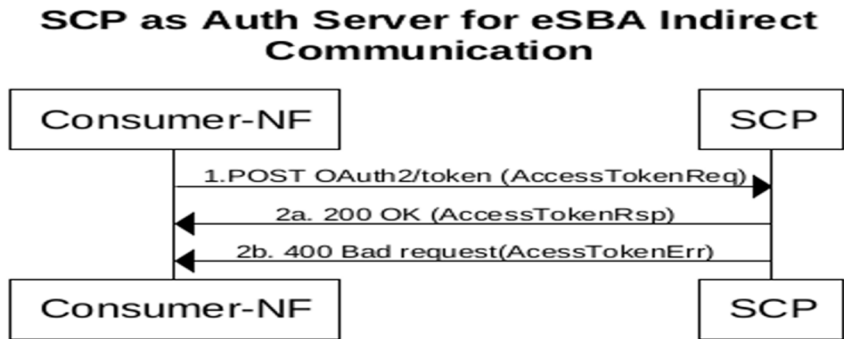 SCP as Auth Server for eSBA Indirect
Communication
Consumer-NF SCP
1.POST OAuth2/token (AccessTokenReq)
2a. 200 OK (AccessTokenRsp)
2b. 400 Bad request(AcessTokenErr)
Consumer-NF SCP